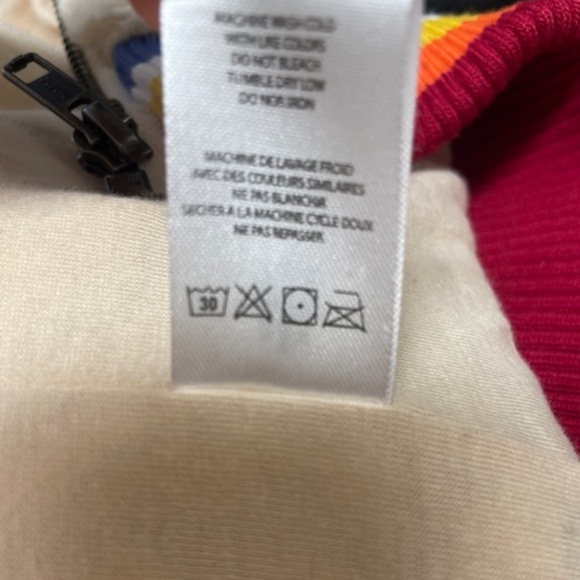 MACHINE WASH COLD
WITH LIKE COLORS
DO NOT BLEACH
TUMBLE DRY LOW
DO NOT IRON
MACHINE DE LAVAGE FROID
AVEC DES COULEURS SIMILAIRES
NE PAS BLANCHIR
SECHER A LA MACHINE CYCLE DOUX
NE PAS REPASSER
30